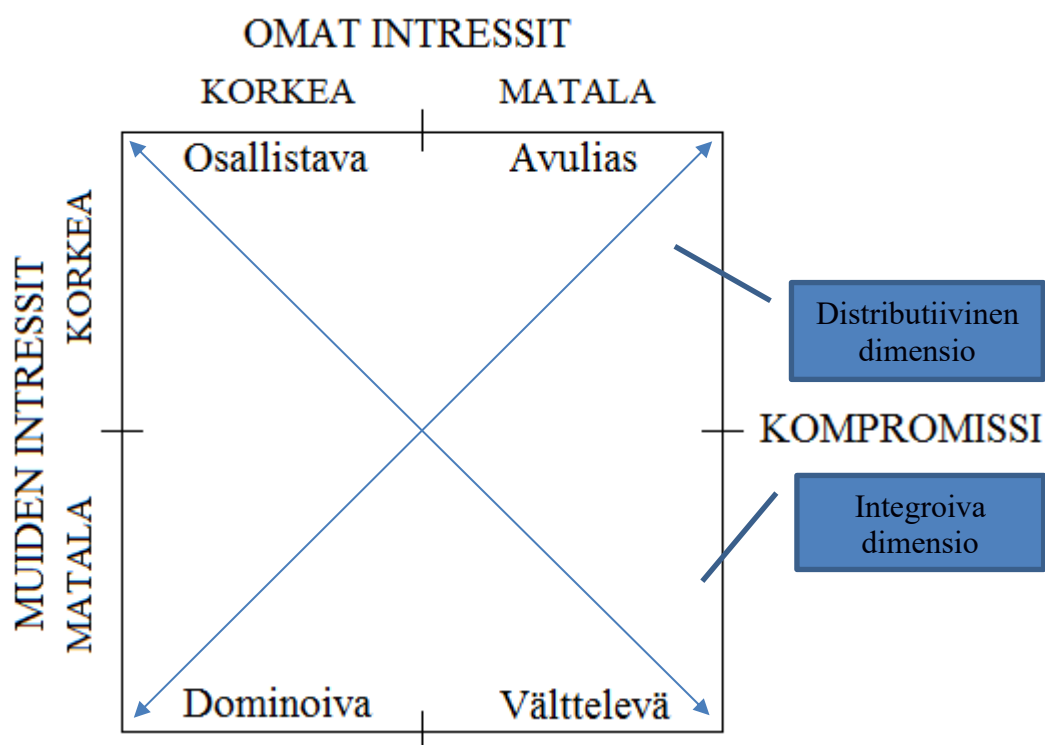 OMAT INTRESSIT
KORKEA
MATALA
Osallistava
Avulias
MUIDEN INTRESSIT
KORKEA
MATALA
Distributiivinen
dimensio
KOMPROMISSI
Integroiva
dimensio
Dominoiva
Välttelevä